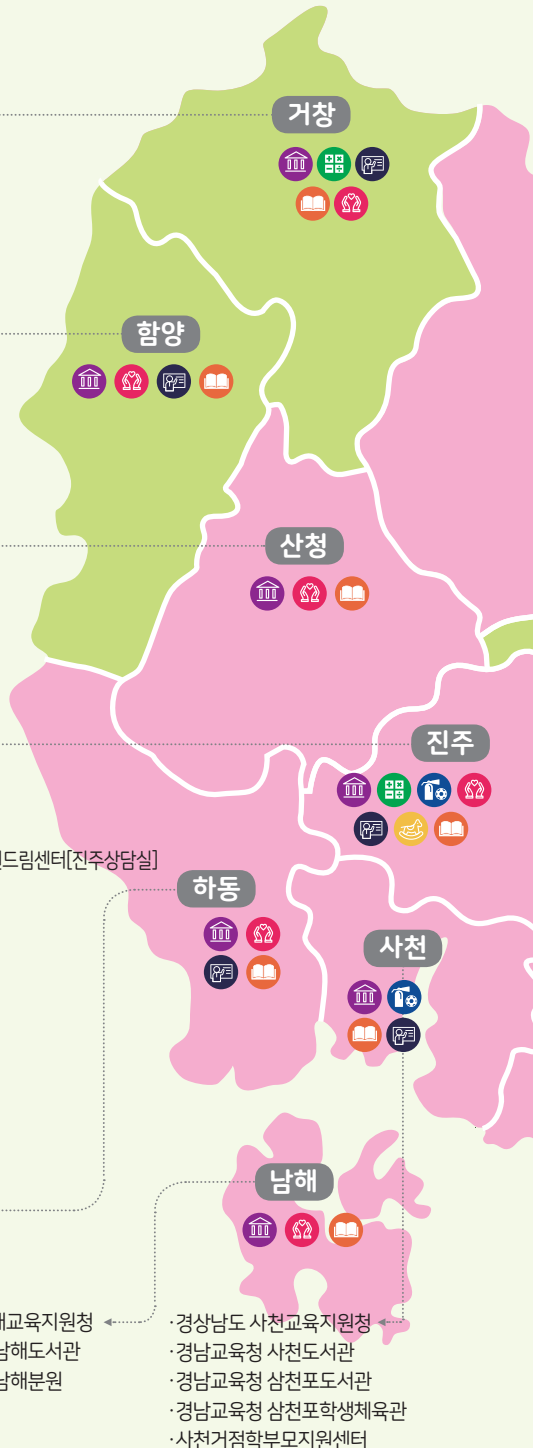 거창
함양
산청
진주
드림센터[진주상담실]
하동
사천
남해
교육지원청
남해도서관
남해분원
·경상남도 사천교육지원청
·경남교육청 사천도서관
·경남교육청 삼천포도서관
·경남교육청 삼천포학생체육관
·사천거점학부모지원센터